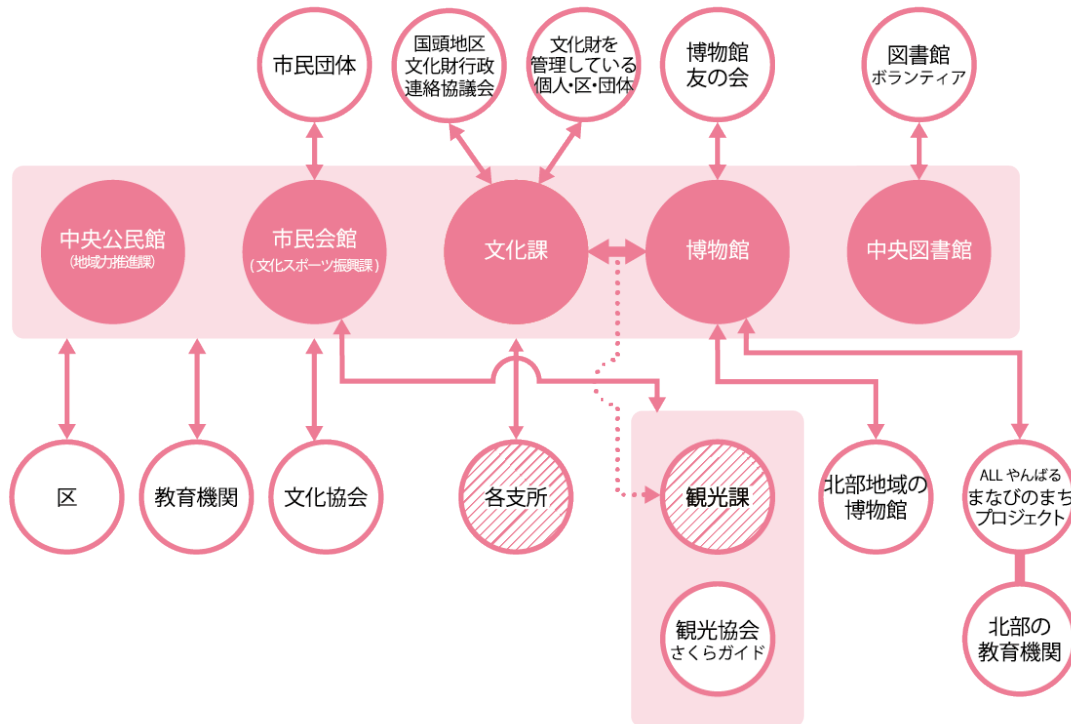 市民団体
国頭地区
文化財行政
連絡協議会
文化財を
管理している
個人・区・団体
博物館
友の会
図書館
ボランティア
中央公民館
(地域力推進課)
市民会館
(文化スポーツ振興課)
文化課
博物館
中央図書館
区
教育機関
文化協会
各支所
観光課
北部地域の
博物館
ALL やんばる
まなびのまち
プロジェクト
観光協会
さくらガイド
北部の
教育機関